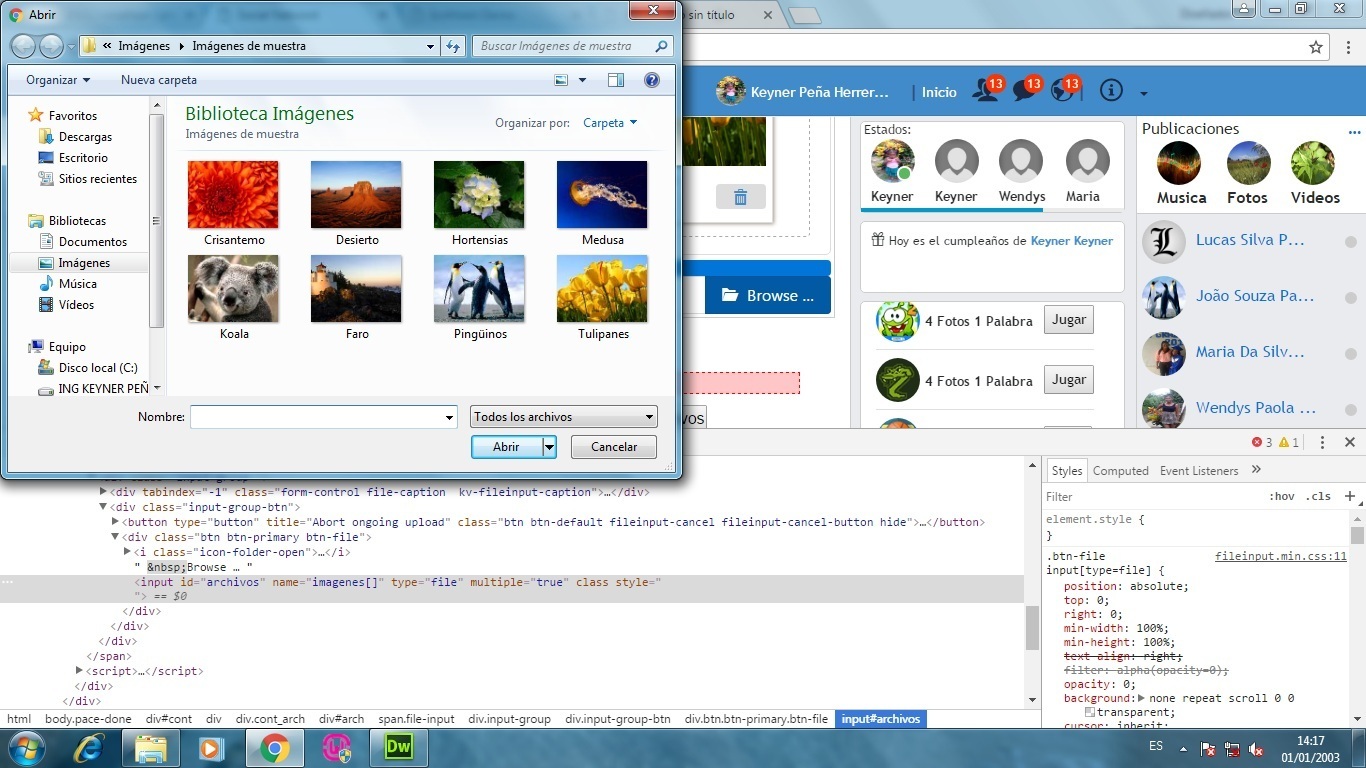 Abrir
sin título
« Imágenes ▸ Imágenes de muestra
Buscar Imágenes de muestra
Organizar
Nueva carpeta
Favoritos
Descargas
Escritorio
Sitios recientes
Bibliotecas
Documentos
Imágenes
Música
Vídeos
Equipo
Disco local (C:)
ING KEYNER PEÑ
Biblioteca Imágenes
Imágenes de muestra
Organizar por: Carpeta
Crisantemo
Desierto
Hortensias
Medusa
Koala
Faro
Pingüinos
Tulipanes
Nombre:
Todos los archivos
Abrir
Cancelar
Keyner Peña Herrer...
Inicio
13
13
13
Browse ...
Estados:
Keyner
Keyner
Wendys
Maria
Hoy es el cumpleaños de Keyner Keyner
4 Fotos 1 Palabra
Jugar
4 Fotos 1 Palabra
Jugar
Publicaciones
...
Musica
Fotos
Videos
L
Lucas Silva P...
João Souza Pa...
Maria Da Silv...
Wendys Paola ...
3 1
<div tabindex="-1" class="form-control file-caption  kv-fileinput-caption">…</div>
<div class="input-group-btn">
<button type="button" title="Abort ongoing upload" class="btn btn-default fileinput-cancel fileinput-cancel-button hide">…</button>
<div class="btn btn-primary btn-file">
<i class="icon-folder-open">…</i>
" &nbsp;Browse … "
<input id="archivos" name="imagenes[]" type="file" multiple="true" class style="
"> == $0
</div>
</div>
</div>
</span>
<script>…</script>
</div>
</div>
html body.pace-done div#cont div div.cont_arch div#arch span.file-input div.input-group div.input-group-btn div.btn.btn-primary.btn-file input#archivos
Styles Computed Event Listeners »
Filter :hov .cls +
element.style {
}
.btn-file fileinput.min.css:11
input[type=file] {
position: absolute;
top: 0;
right: 0;
min-width: 100%;
min-height: 100%;
text-align: right;
filter: alpha(opacity=0);
opacity: 0;
background: none repeat scroll 0 0
transparent;
cursor: inherit;
Dw
ES
14:17
01/01/2003